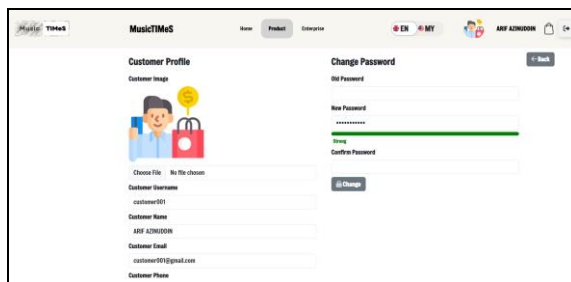 Music TIMeS
MusicTIMeS
Home Product Enterprise
EN MY
ARIF AZINUDDIN
Customer Profile
Customer Image
Choose File No file chosen
Customer Username
customer001
Customer Name
ARIF AZINUDDIN
Customer Email
customer001@gmail.com
Customer Phone
Change Password
← Back
Old Password
New Password
••••••••••••
Strong
Confirm Password
Change